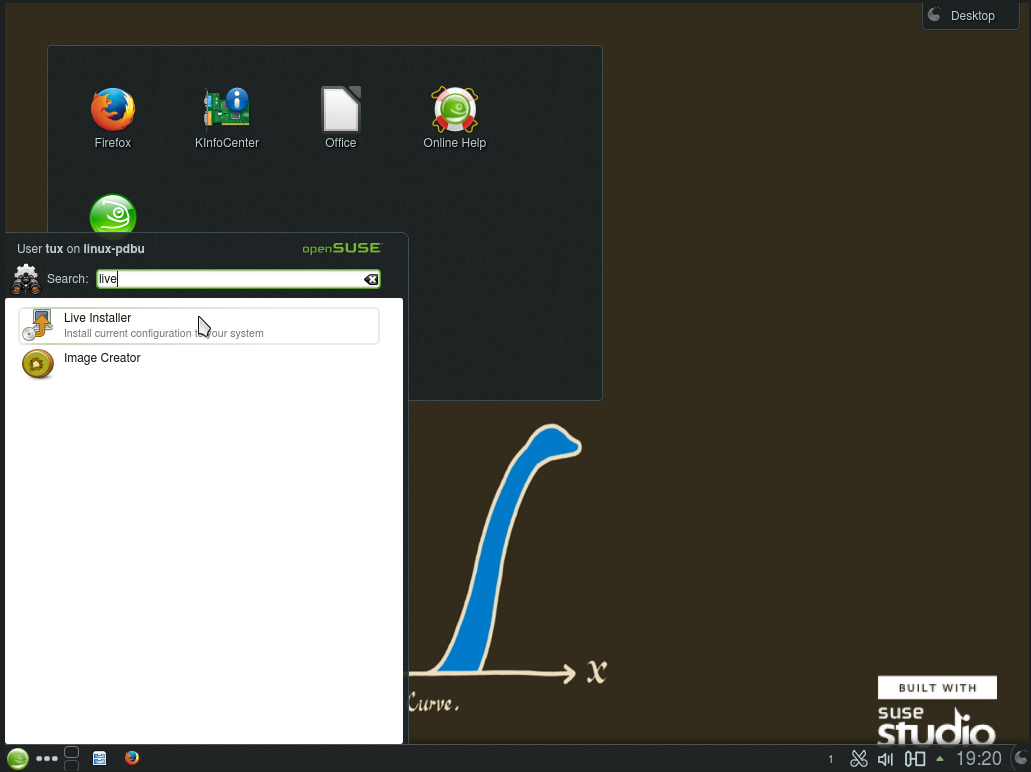 Desktop
Firefox
KInfoCenter
Office
Online Help
User tux on linux-pdbu
openSUSE
Search:
live
Live Installer
Install current configuration to your system
Image Creator
x
Curve.
BUILT WITH
suse
studio
1
19:20